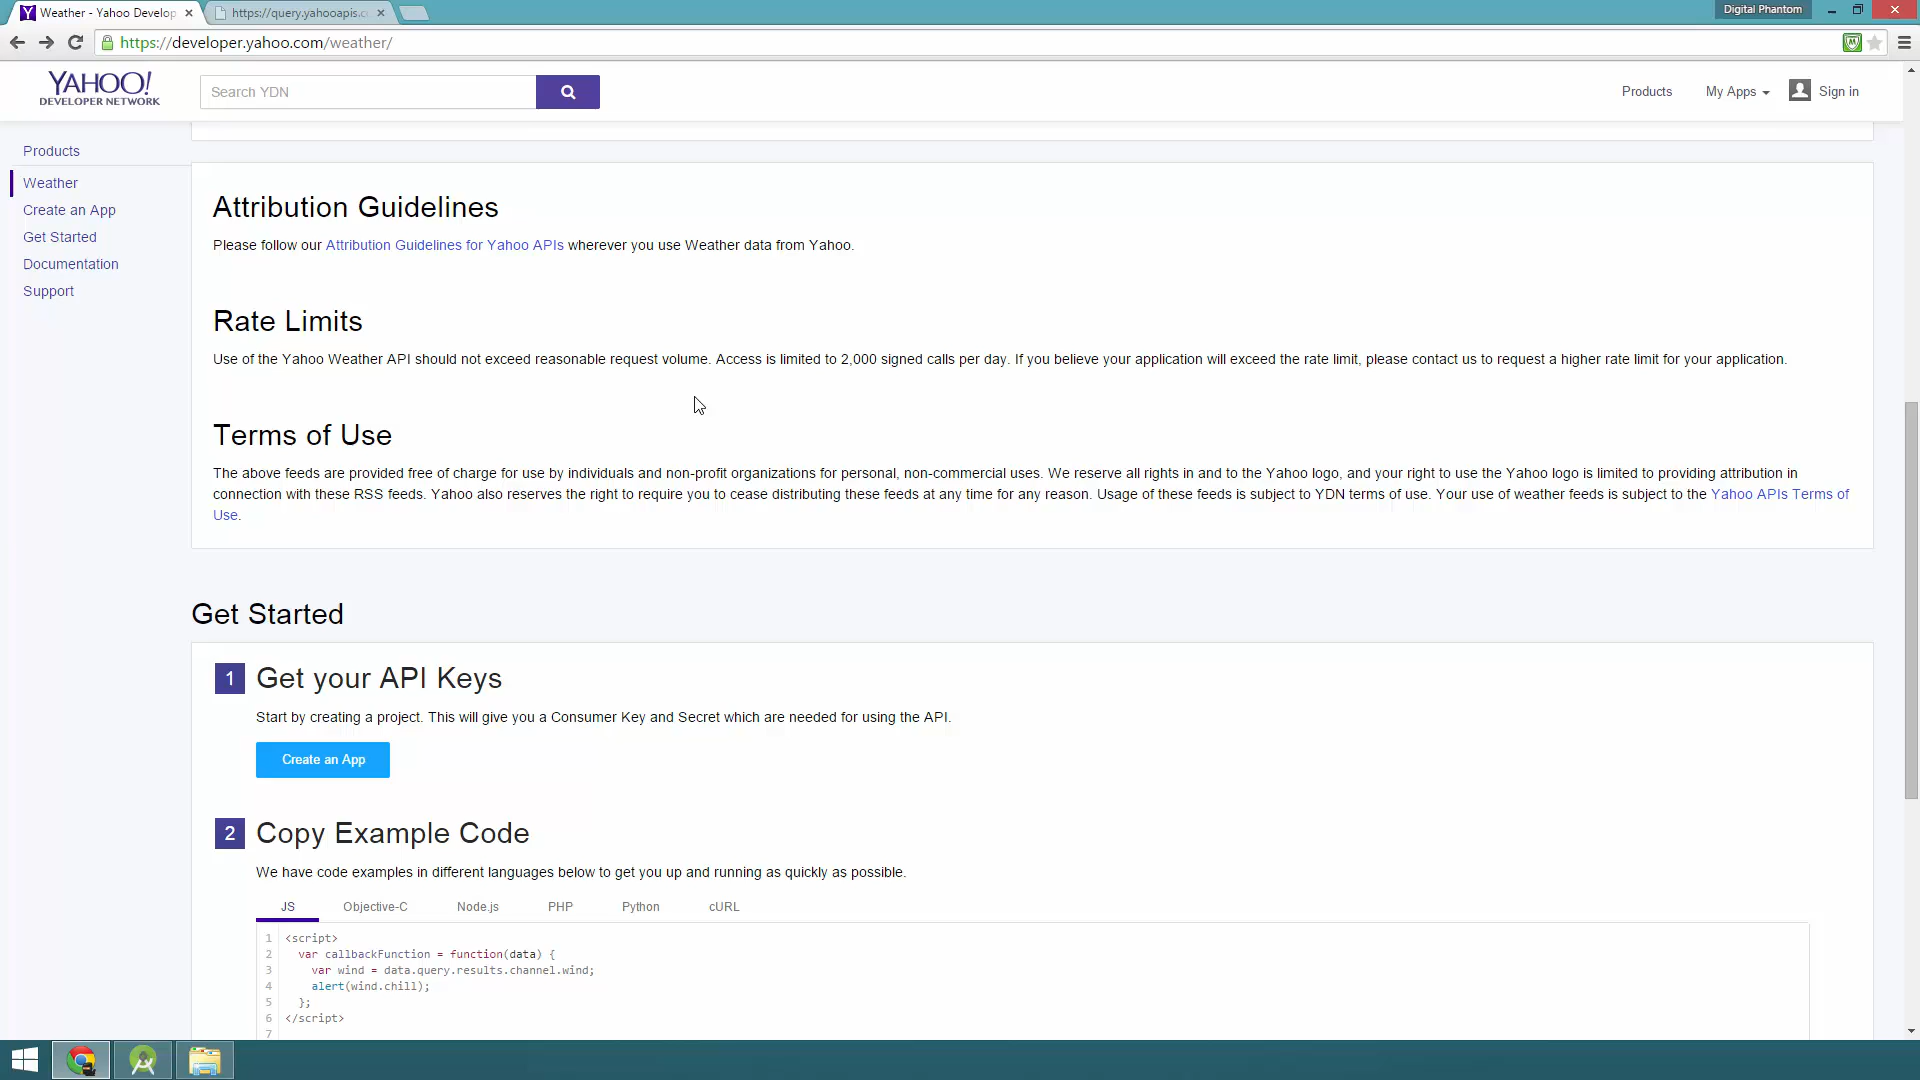 Weather - Yahoo Develop
https://query.yahooapis.c
Digital Phantom
https://developer.yahoo.com/weather/
YAHOO!
DEVELOPER NETWORK
Search YDN
Products
My Apps
Sign in
Products
Weather
Create an App
Get Started
Documentation
Support
Attribution Guidelines
Please follow our Attribution Guidelines for Yahoo APIs wherever you use Weather data from Yahoo.
Rate Limits
Use of the Yahoo Weather API should not exceed reasonable request volume. Access is limited to 2,000 signed calls per day. If you believe your application will exceed the rate limit, please contact us to request a higher rate limit for your application.
Terms of Use
The above feeds are provided free of charge for use by individuals and non-profit organizations for personal, non-commercial uses. We reserve all rights in and to the Yahoo logo, and your right to use the Yahoo logo is limited to providing attribution in
connection with these RSS feeds. Yahoo also reserves the right to require you to cease distributing these feeds at any time for any reason. Usage of these feeds is subject to YDN terms of use. Your use of weather feeds is subject to the Yahoo APIs Terms of
Use.
Get Started
1 Get your API Keys
Start by creating a project. This will give you a Consumer Key and Secret which are needed for using the API.
Create an App
2 Copy Example Code
We have code examples in different languages below to get you up and running as quickly as possible.
JS Objective-C Node.js PHP Python cURL
1 <script>
2 var callbackFunction = function(data) {
3 var wind = data.query.results.channel.wind;
4 alert(wind.chill);
5 };
6 </script>
7